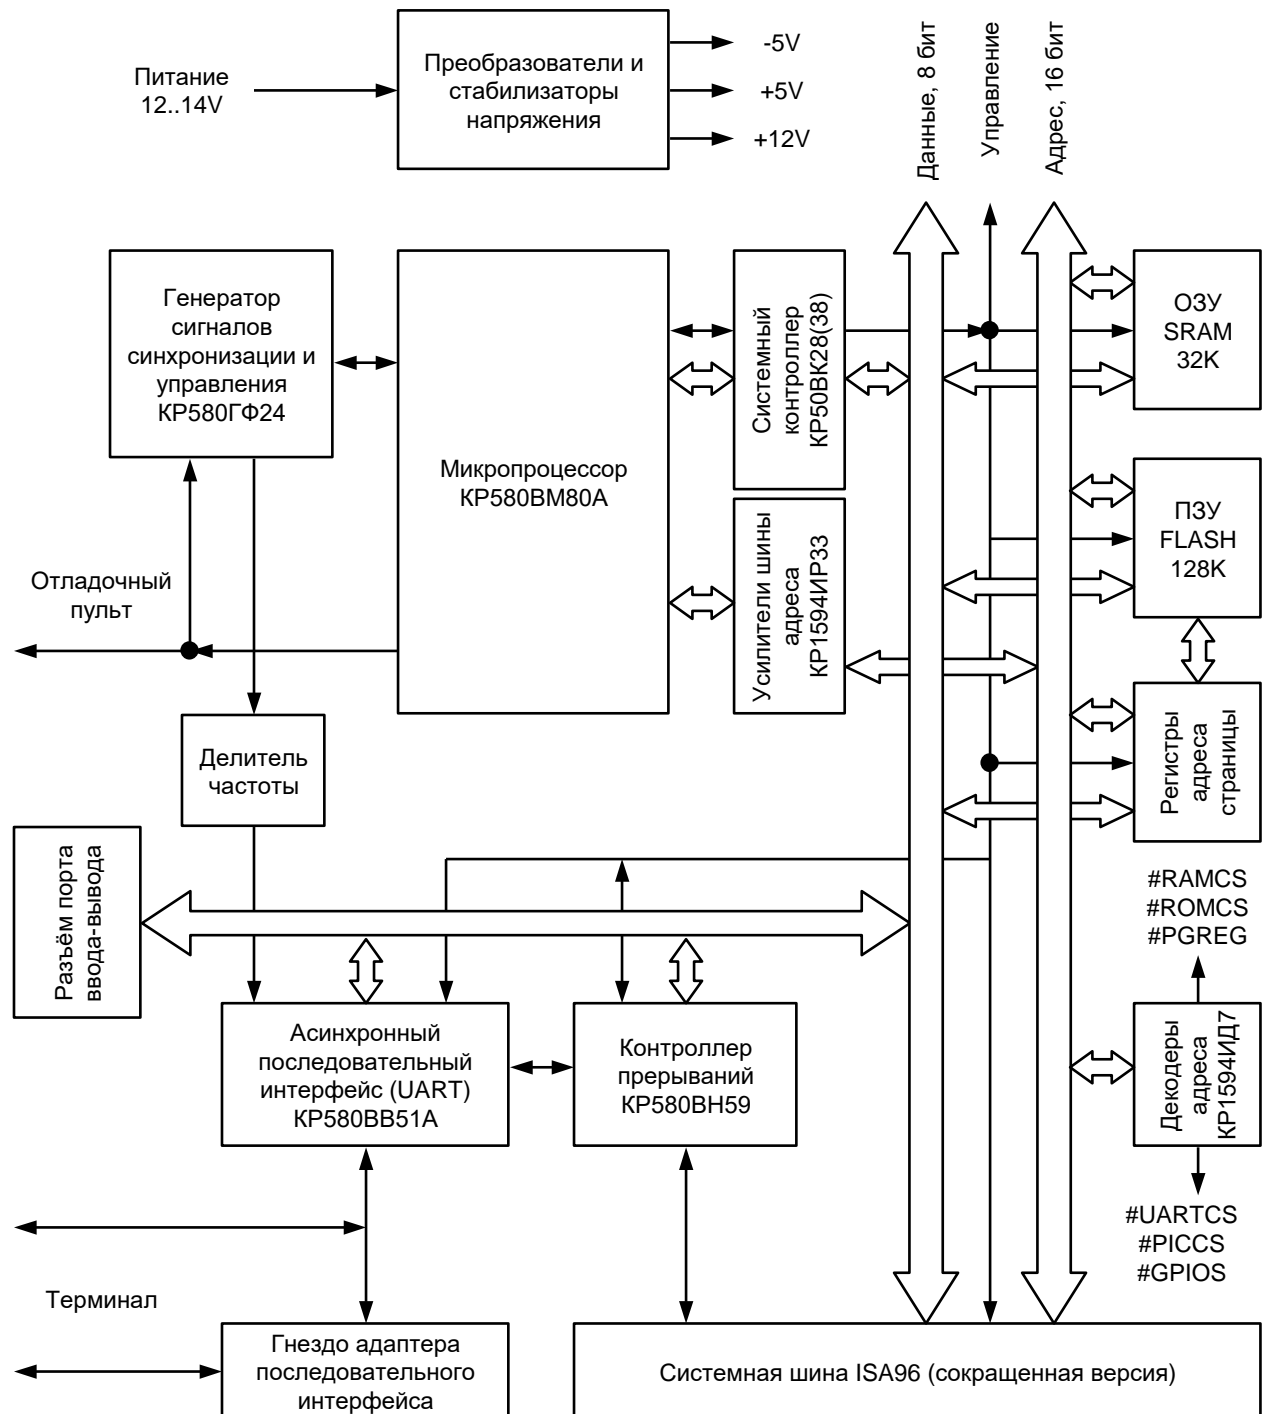 Питание
12..14V
Преобразователи и
стабилизаторы
напряжения
-5V
+5V
+12V
Данные, 8 бит
Управление
Адрес, 16 бит
Генератор
сигналов
синхронизации и
управления
КР580ГФ24
Микропроцессор
КР580ВМ80А
Системный
контроллер
КР50ВК28(38)
ОЗУ
SRAM
32K
Усилители шины
адреса
КР1594ИР33
ПЗУ
FLASH
128K
Отладочный
пульт
Делитель
частоты
Регистры
адреса
страницы
Разъём порта
ввода-вывода
#RAMCS
#ROMCS
#PGREG
Асинхронный
последовательный
интерфейс (UART)
КР580ВВ51А
Контроллер
прерываний
КР580ВН59
Декодеры
адреса
КР1594ИД7
#UARTCS
#PICCS
#GPIOS
Терминал
Гнездо адаптера
последовательного
интерфейса
Системная шина ISA96 (сокращенная версия)